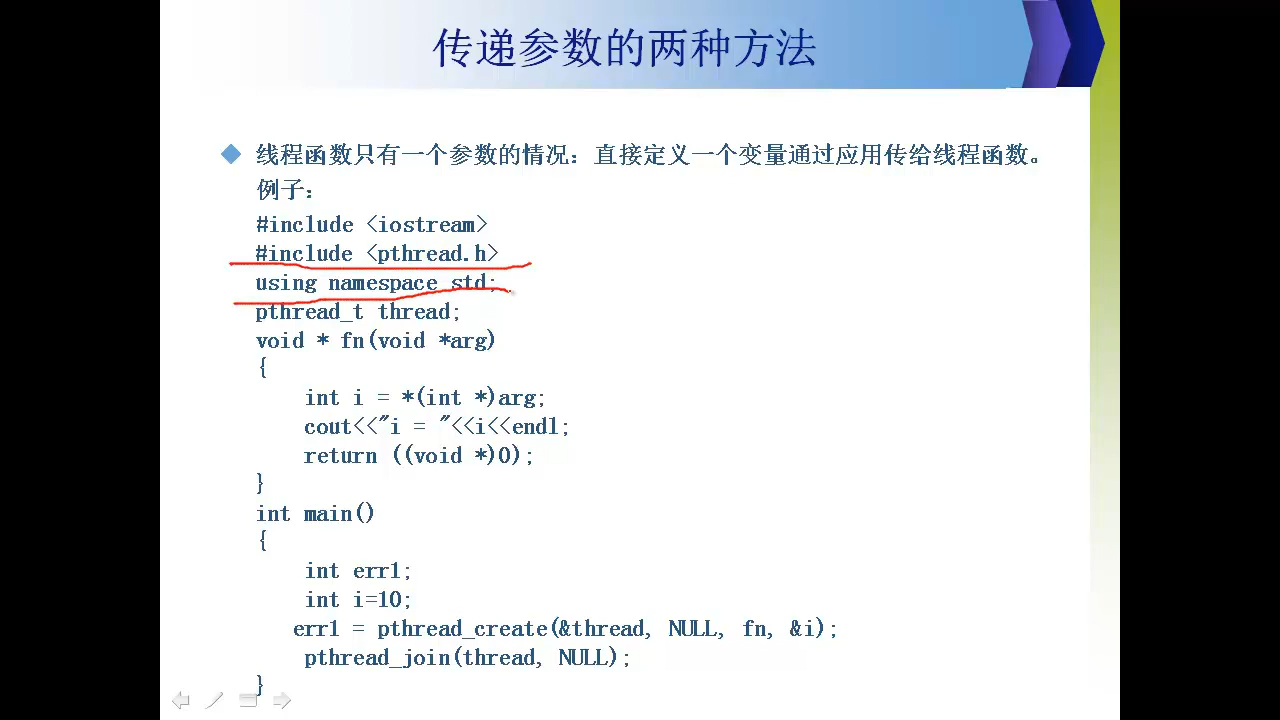 传递参数的两种方法
线程函数只有一个参数的情况：直接定义一个变量通过应用传给线程函数。
例子：
#include <iostream>
#include <pthread.h>
using namespace std;
pthread_t thread;
void * fn(void *arg)
{
    int i = *(int *)arg;
    cout<<"i = "<<i<<endl;
    return ((void *)0);
}
int main()
{
    int err1;
    int i=10;
   err1 = pthread_create(&thread, NULL, fn, &i);
    pthread_join(thread, NULL);
}